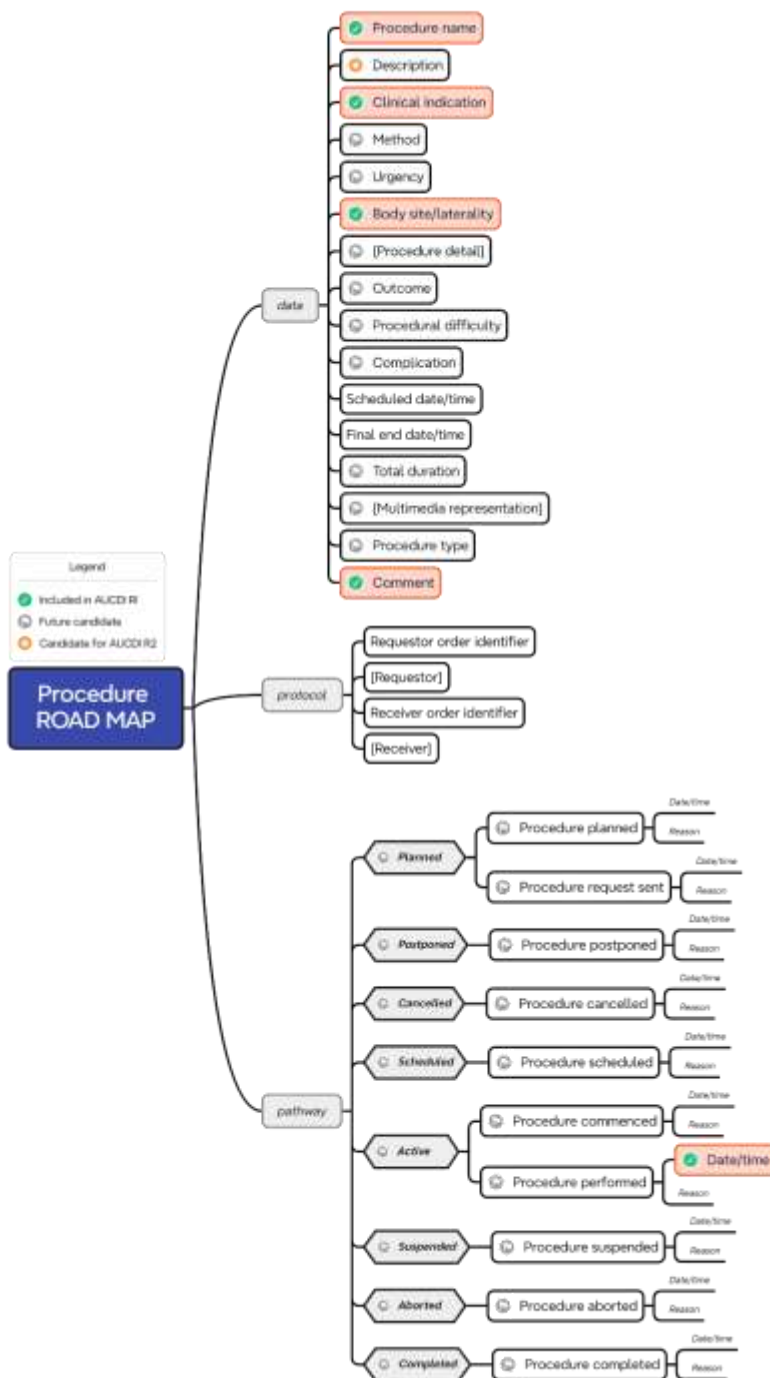 Procedure name
Description
Clinical indication
Method
Urgency
Body site/laterality
[Procedure detail]
data
Outcome
Procedural difficulty
Complication
Scheduled date/time
Final end date/time
Total duration
[Multimedia representation]
Procedure type
Comment
Legend
Included in AUCDI R1
Future candidate
Candidate for AUCDI R2
Procedure
ROAD MAP
protocol
Requestor order identifier
[Requestor]
Receiver order identifier
[Receiver]
pathway
Planned
Procedure planned
Date/time
Reason
Procedure request sent
Date/time
Reason
Postponed
Procedure postponed
Date/time
Reason
Cancelled
Procedure cancelled
Date/time
Reason
Scheduled
Procedure scheduled
Date/time
Reason
Active
Procedure commenced
Date/time
Reason
Procedure performed
Date/time
Reason
Suspended
Procedure suspended
Date/time
Reason
Aborted
Procedure aborted
Date/time
Reason
Completed
Procedure completed
Date/time
Reason